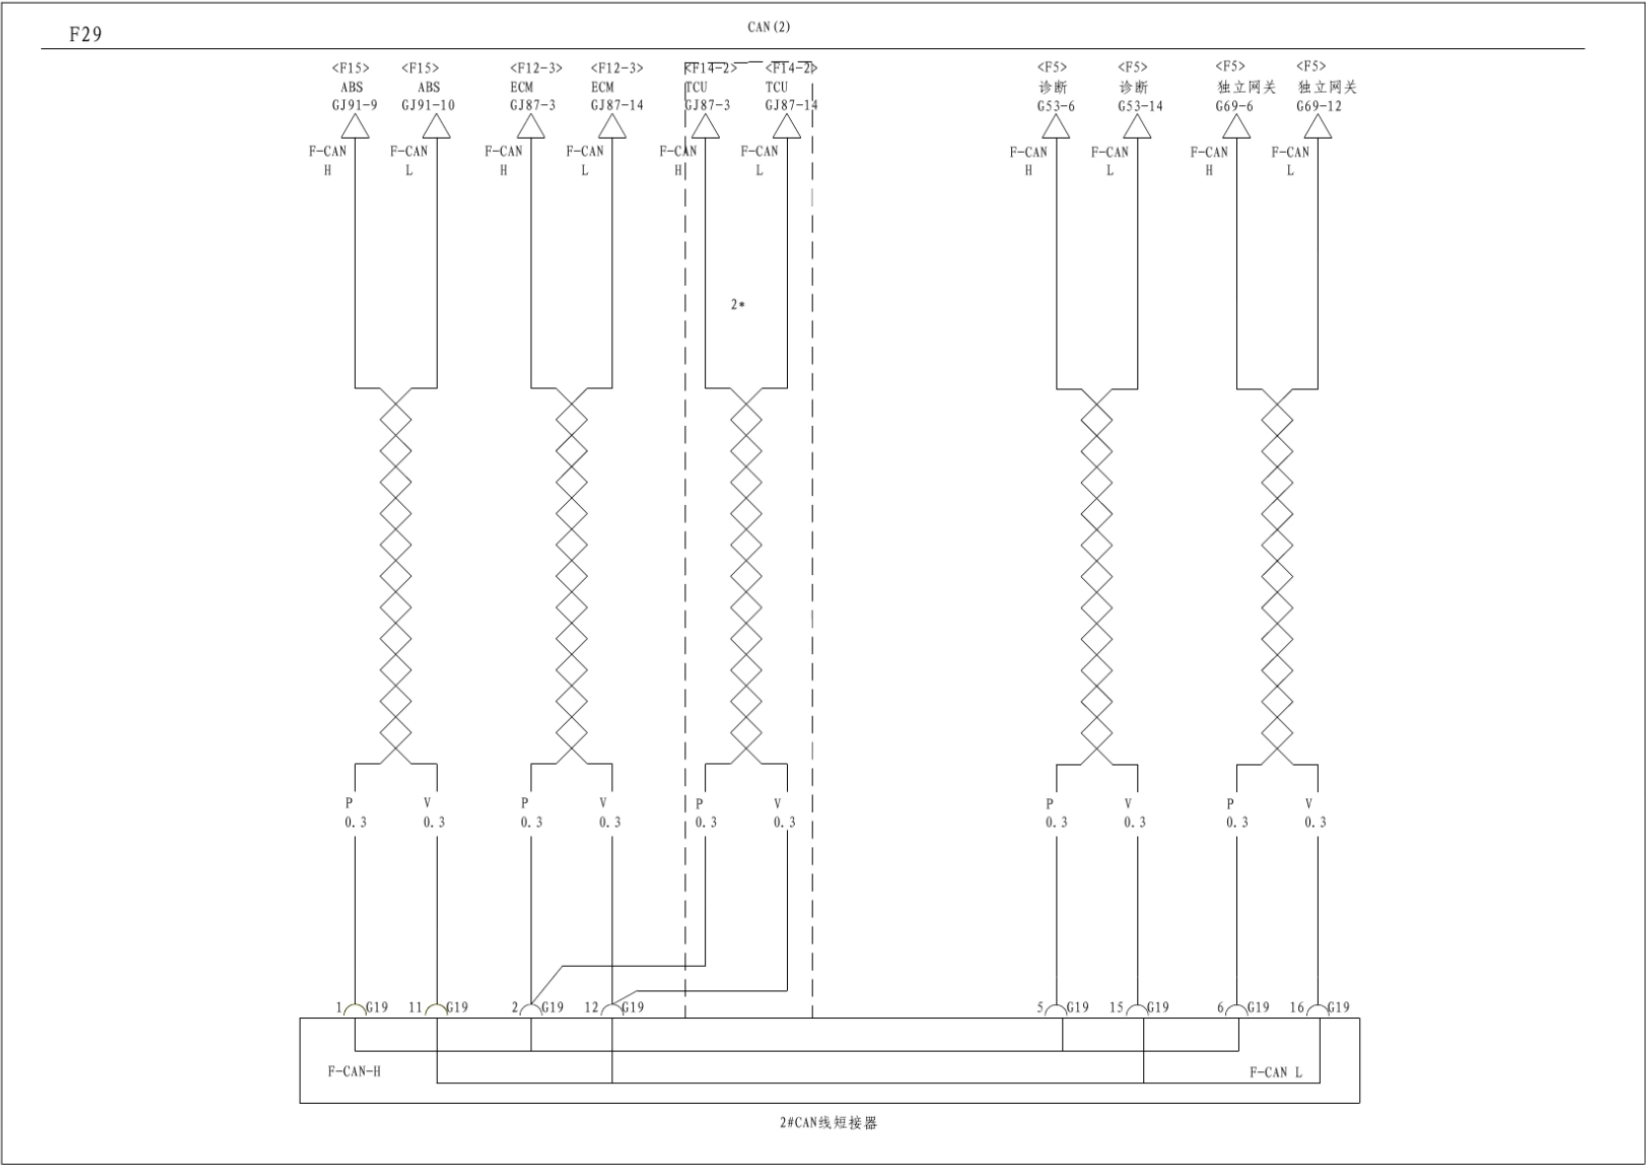 F29
CAN(2)
<F15> <F15> <F12-3> <F12-3> <F14-2> <F14-2> <F5> <F5> <F5> <F5>
ABS ABS ECM ECM TCU TCU 诊断 诊断 独立网关 独立网关
GJ91-9 GJ91-10 GJ87-3 GJ87-14 GJ87-3 GJ87-14 G53-6 G53-14 G69-6 G69-12
F-CAN F-CAN F-CAN F-CAN F-CAN F-CAN F-CAN F-CAN F-CAN F-CAN
H L H L H L H L H L
2*
P V P V P V P V P V
0.3 0.3 0.3 0.3 0.3 0.3 0.3 0.3 0.3 0.3
1 G19 11 G19 2 G19 12 G19 5 G19 15 G19 6 G19 16 G19
F-CAN-H F-CAN L
2#CAN线短接器